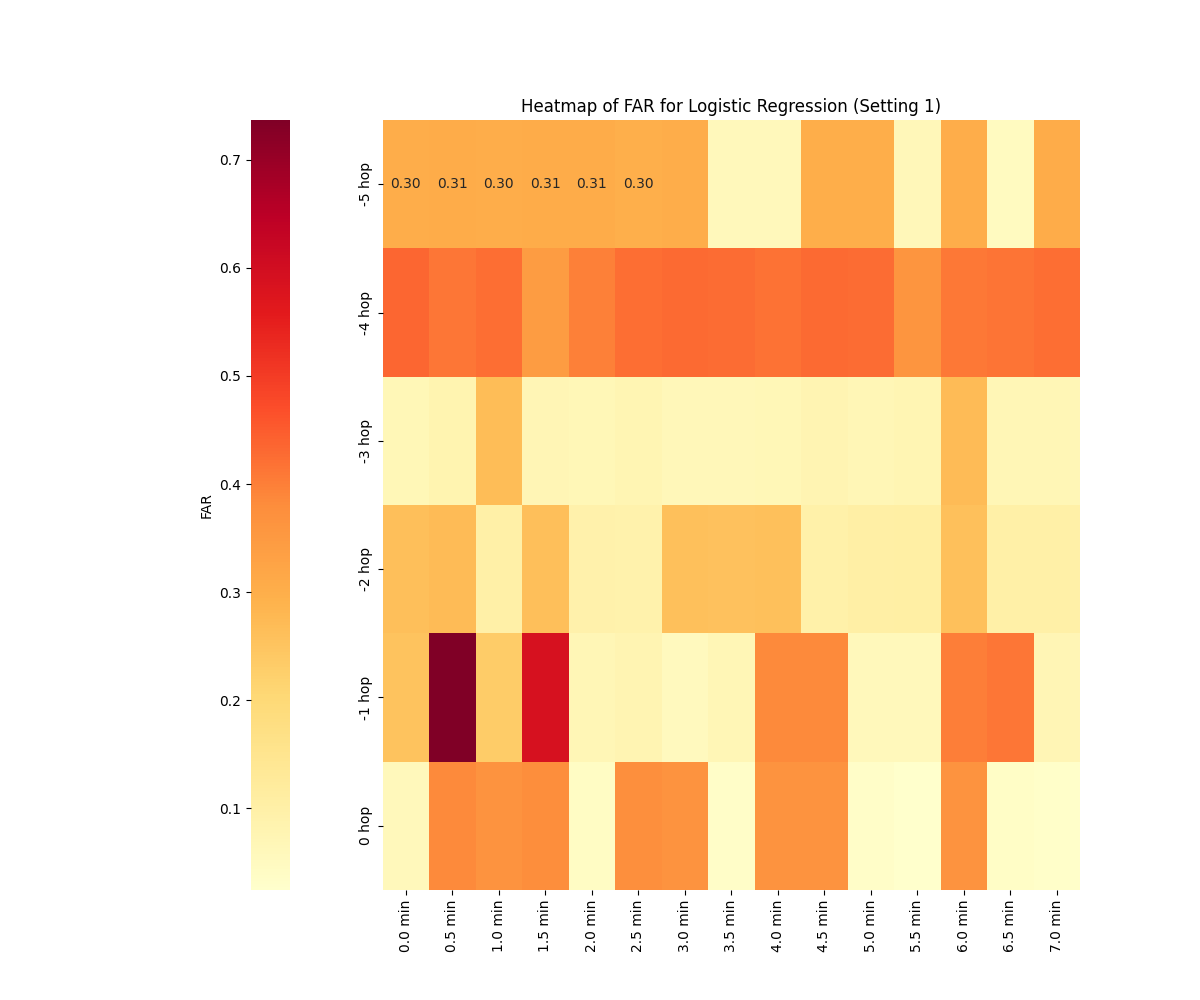 Heatmap of FAR for Logistic Regression (Setting 1)
FAR
0.7
0.6
0.5
0.4
0.3
0.2
0.1
-5 hop
0.30 0.31 0.30 0.31 0.31 0.30
-4 hop
-3 hop
-2 hop
-1 hop
0 hop
0.0 min
0.5 min
1.0 min
1.5 min
2.0 min
2.5 min
3.0 min
3.5 min
4.0 min
4.5 min
5.0 min
5.5 min
6.0 min
6.5 min
7.0 min